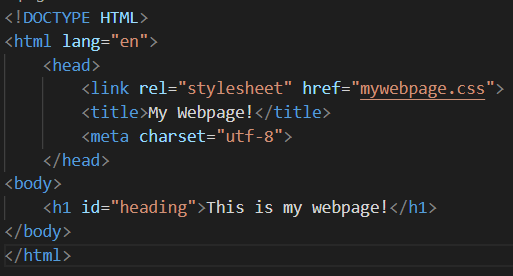 <!DOCTYPE HTML>
<html lang="en">
<head>
<link rel="stylesheet" href="mywebpage.css">
<title>My Webpage!</title>
<meta charset="utf-8">
</head>
<body>
<h1 id="heading">This is my webpage!</h1>
</body>
</html>